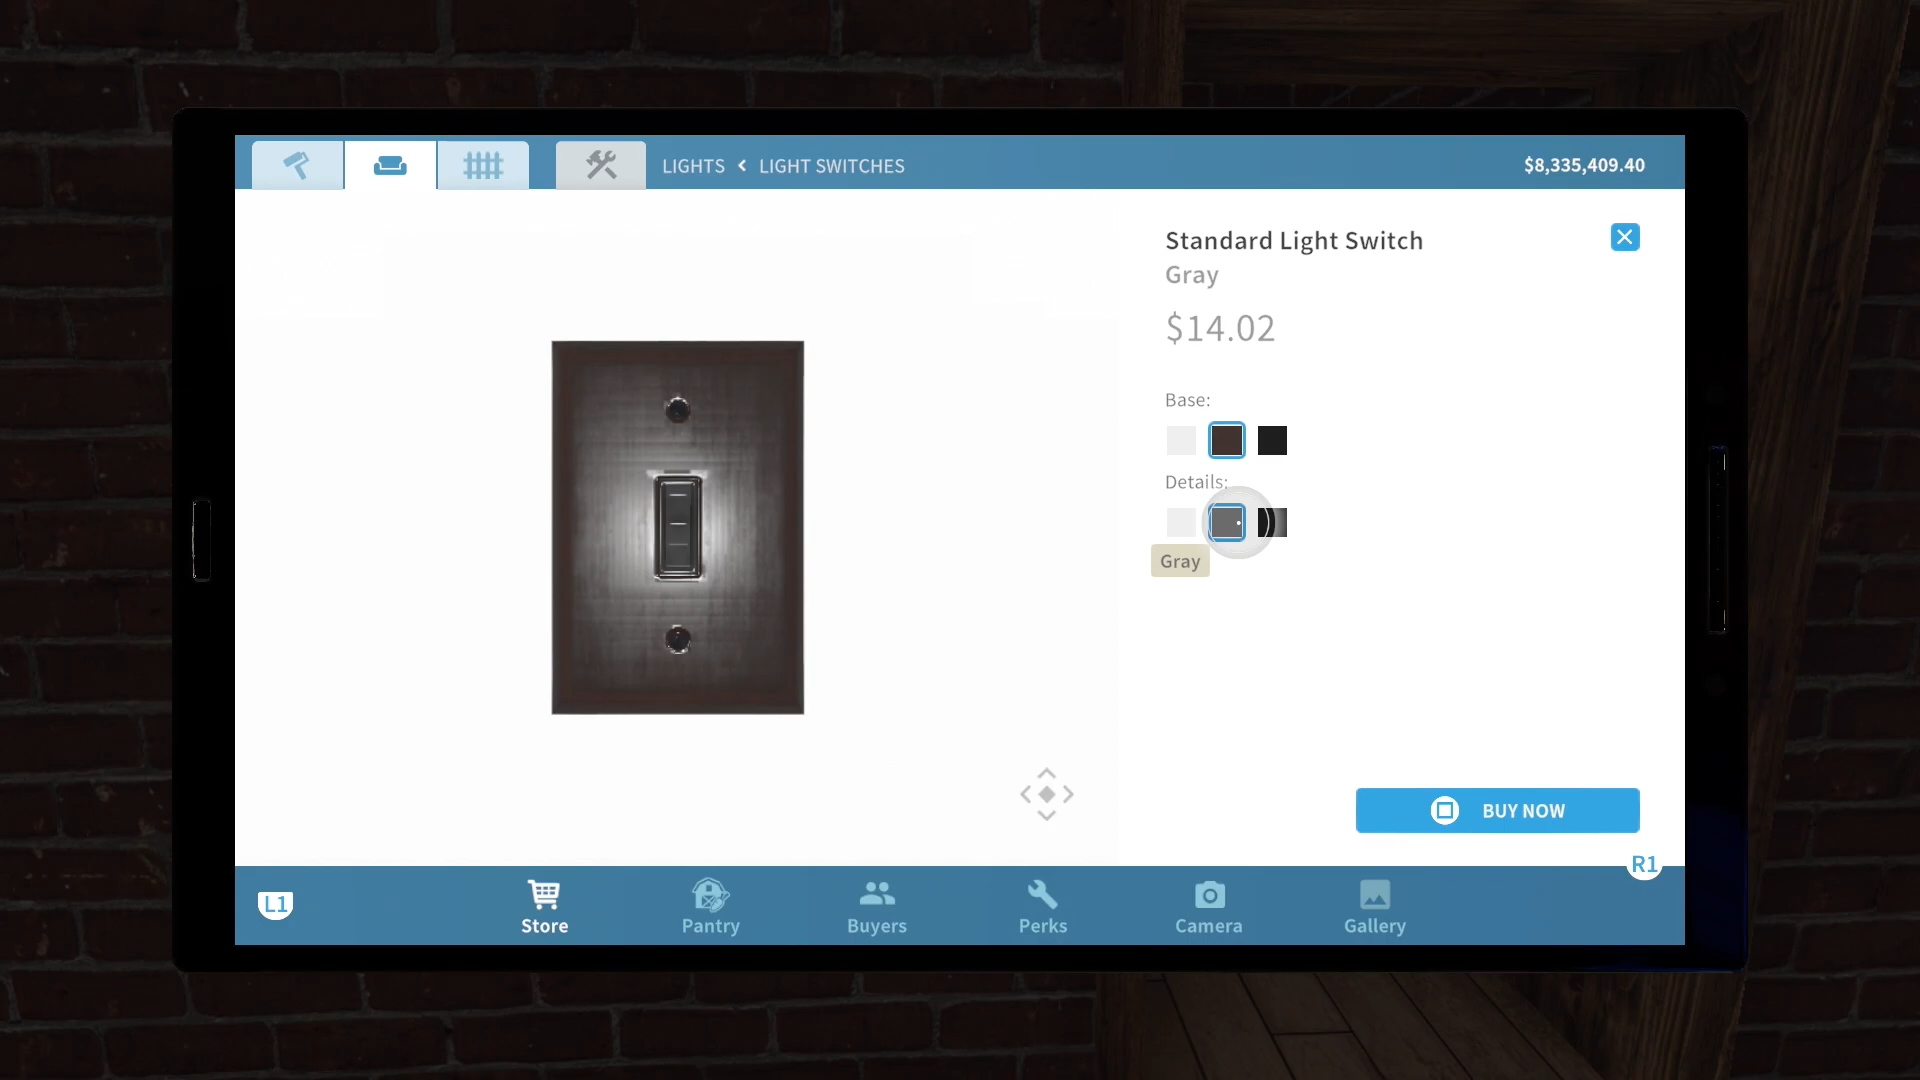 LIGHTS < LIGHT SWITCHES
$8,335,409.40
Standard Light Switch
Gray
$14.02
Base:
Details:
Gray
BUY NOW
R1
L1
Store
Pantry
Buyers
Perks
Camera
Gallery